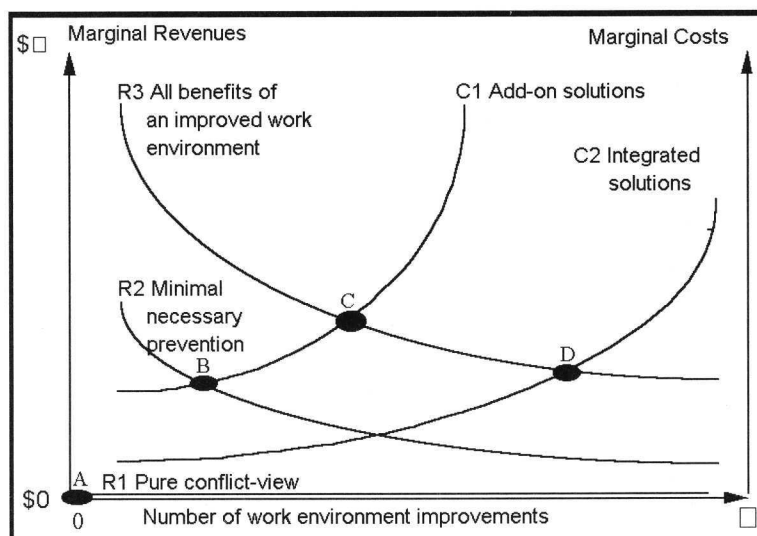 Marginal Revenues
Marginal Costs
$□
R3 All benefits of
an improved work
environment
C1 Add-on solutions
C2 Integrated
solutions
R2 Minimal
necessary
prevention
C
B
D
A
R1 Pure conflict-view
$0
0
Number of work environment improvements
□